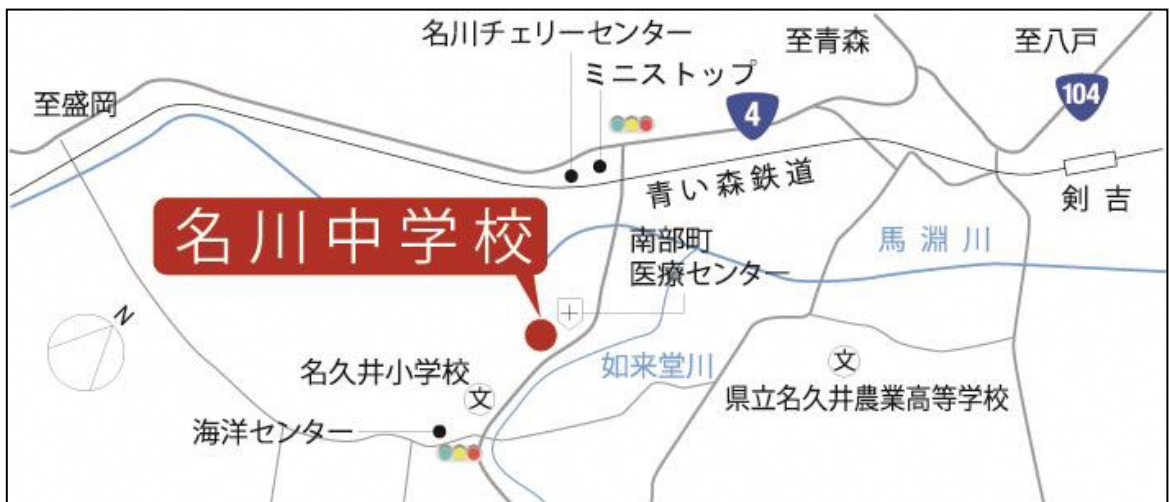 名川チェリーセンター
ミニストップ
至青森
至八戸
至盛岡
4
104
青い森鉄道
剣吉
名川中学校
南部町
医療センター
馬淵川
N
如来堂川
名久井小学校
文
文
県立名久井農業高等学校
海洋センター